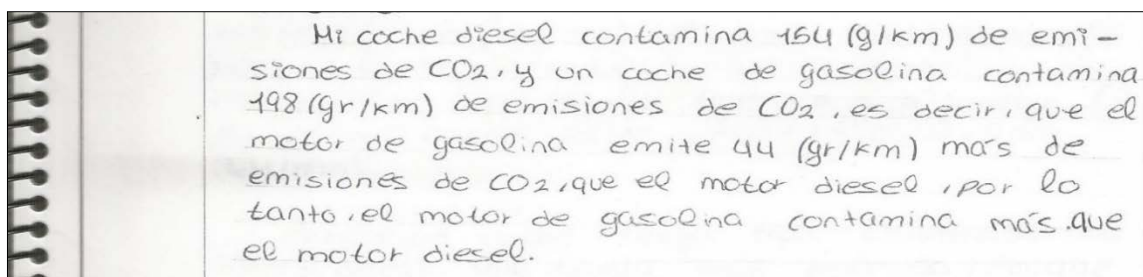 Mi coche diesel contamina 154 (g/km) de emi-
siones de CO2, y un coche de gasolina contamina
198 (gr/km) de emisiones de CO2, es decir, que el
motor de gasolina emite 44 (gr/km) más de
emisiones de CO2, que el motor diesel, por lo
tanto, el motor de gasolina contamina más que
el motor diesel.